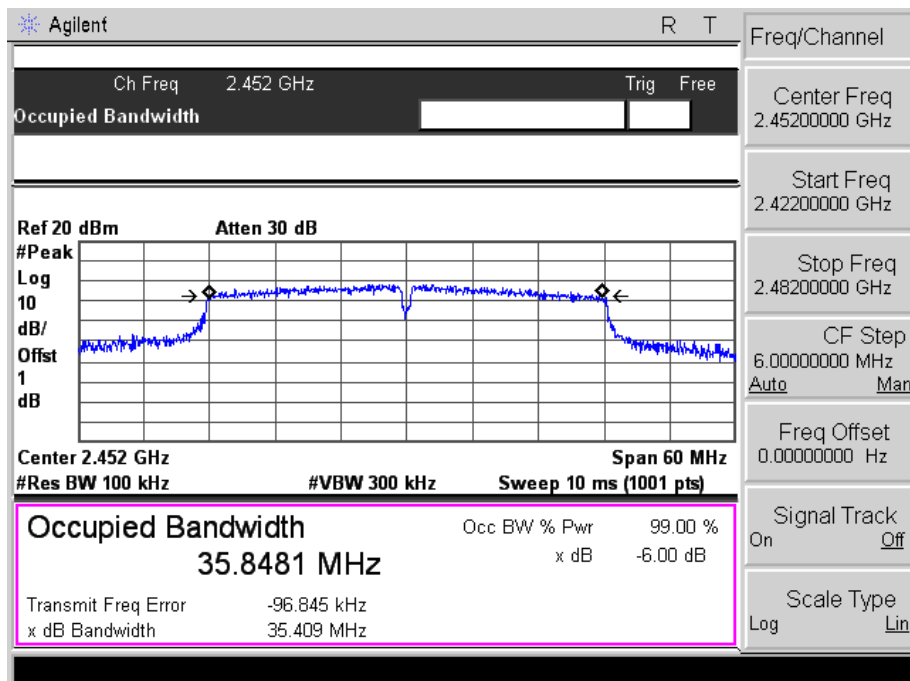 Agilent R T
Ch Freq 2.452 GHz Trig Free
Occupied Bandwidth
Ref 20 dBm Atten 30 dB
#Peak
Log
10
dB/
Offst
1
dB
Center 2.452 GHz Span 60 MHz
#Res BW 100 kHz #VBW 300 kHz Sweep 10 ms (1001 pts)
Occupied Bandwidth
35.8481 MHz
Occ BW % Pwr 99.00 %
x dB -6.00 dB
Transmit Freq Error -96.845 kHz
x dB Bandwidth 35.409 MHz
Freq/Channel
Center Freq
2.45200000 GHz
Start Freq
2.42200000 GHz
Stop Freq
2.48200000 GHz
CF Step
6.00000000 MHz
Auto Man
Freq Offset
0.00000000 Hz
Signal Track
On Off
Scale Type
Log Lin